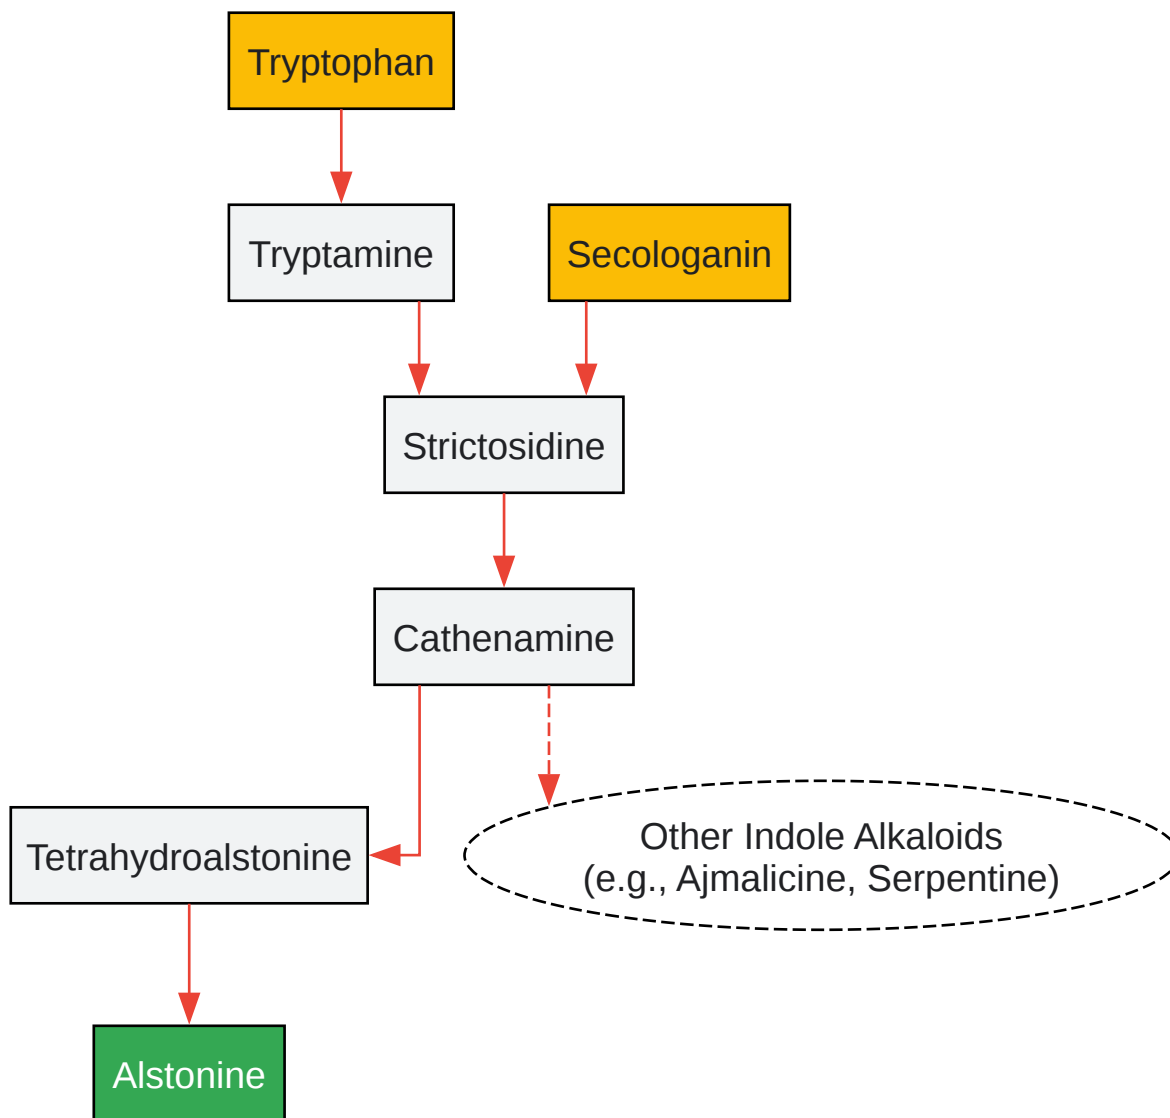 Tryptophan
Tryptamine
Secologanin
Strictosidine
Cathenamine
Other Indole Alkaloids
(e.g., Ajmalicine, Serpentine)
Tetrahydroalstonine
Alstonine